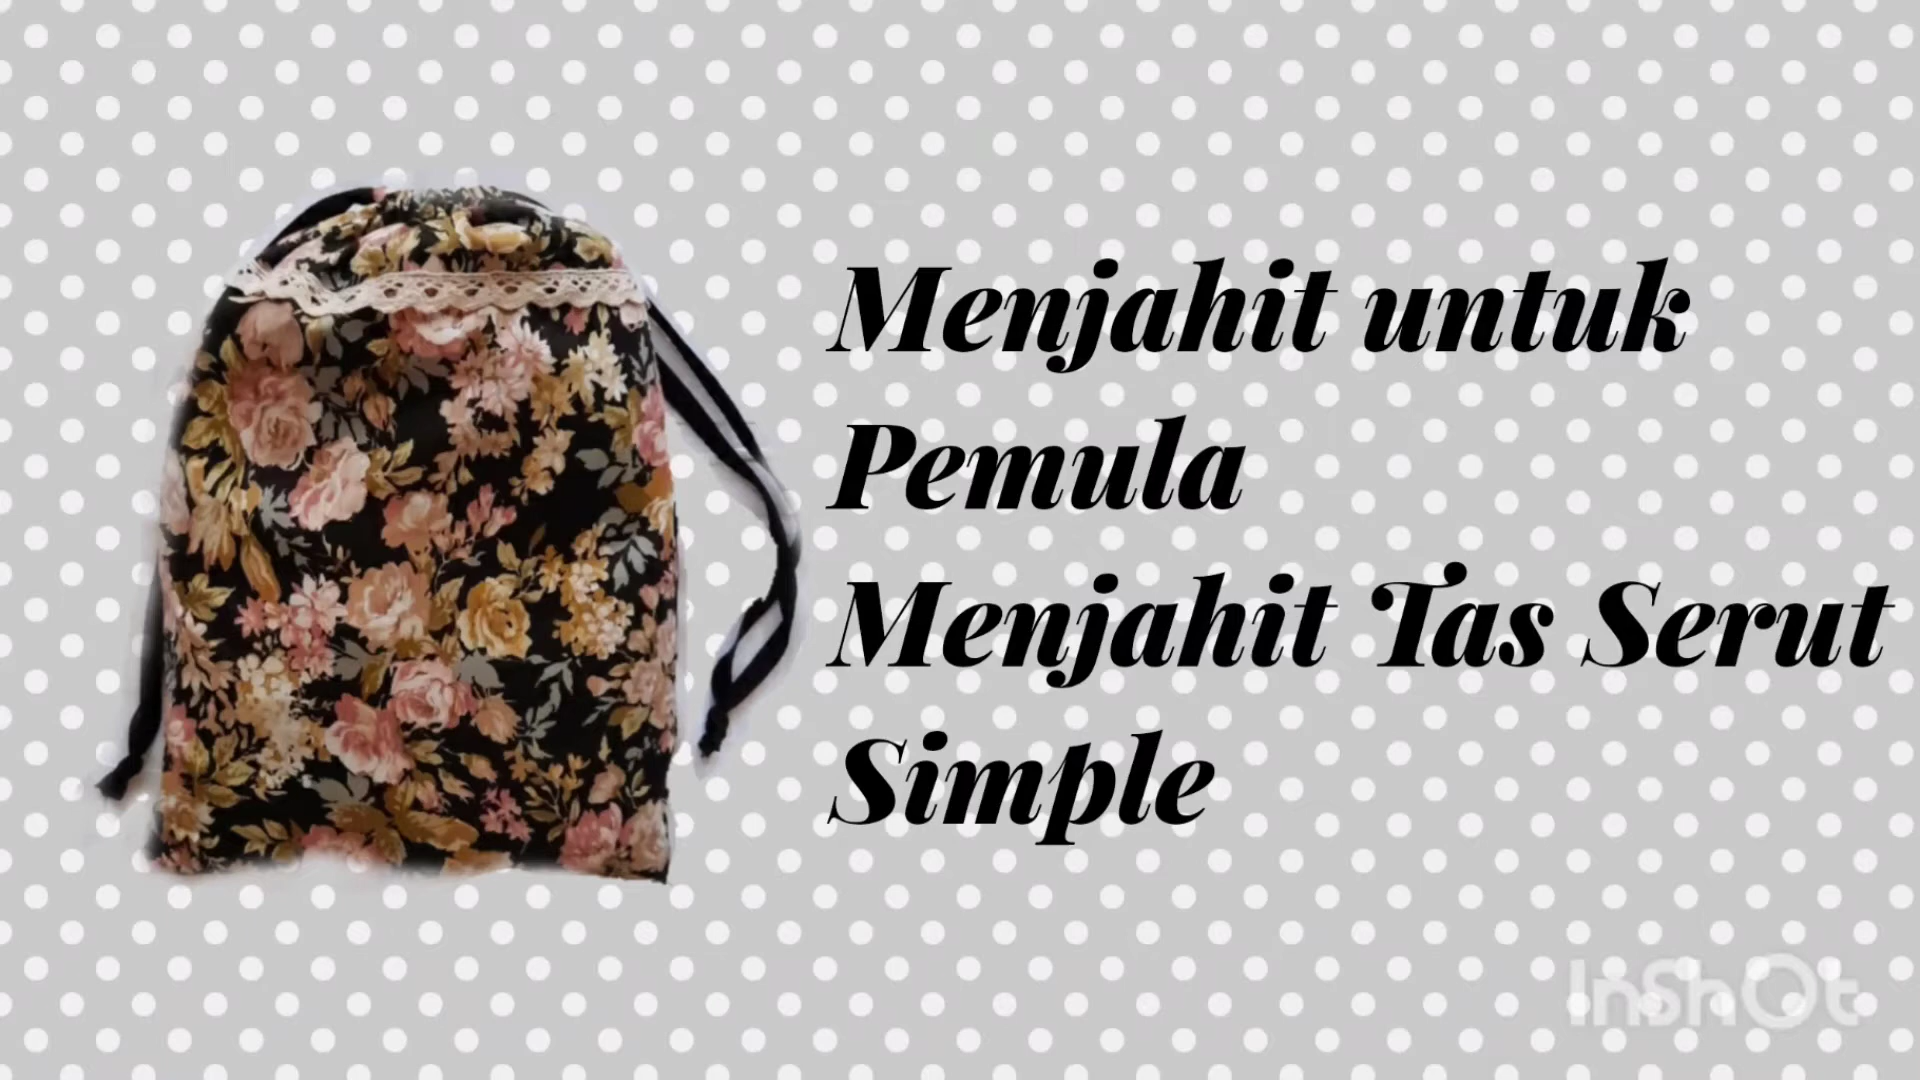 Menjahit untuk
Pemula
Menjahit Tas Serut
Simple
InShOt